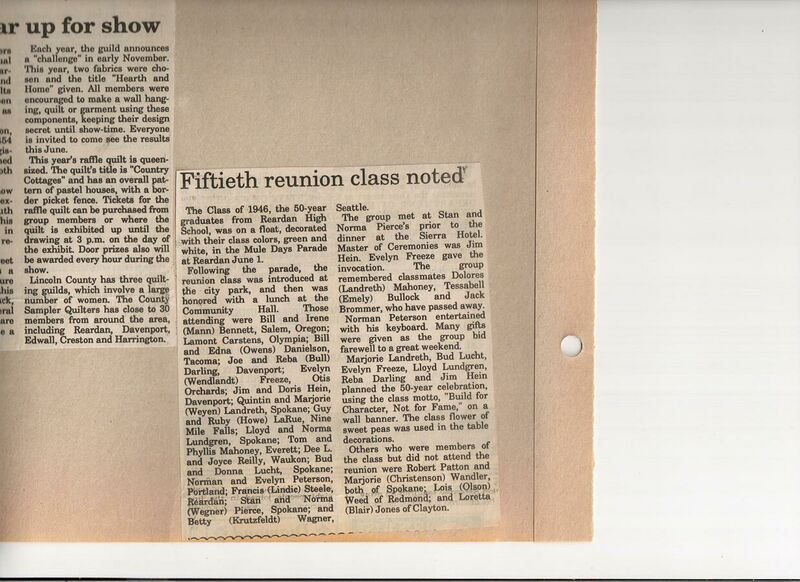 ar up for show
Each year, the guild announces
a "challenge" in early November.
This year, two fabrics were cho-
sen and the title "Hearth and
Home" given. All members were
encouraged to make a wall hang-
ing, quilt or garment using these
components, keeping their design
secret until show-time. Everyone
is invited to come see the results
this June.
This year's raffle quilt is queen-
sized. The quilt's title is "Country
Cottages" and has an overall pat-
tern of pastel houses, with a bor-
der picket fence. Tickets for the
raffle quilt can be purchased from
group members or where the
quilt is exhibited up until the
drawing at 3 p.m. on the day of
the exhibit. Door prizes also will
be awarded every hour during the
show.
Lincoln County has three quilt-
ing guilds, which involve a large
number of women. The County
Sampler Quilters has close to 30
members from around the area,
including Reardan, Davenport,
Edwall, Creston and Harrington.
Fiftieth reunion class noted
The Class of 1946, the 50-year
graduates from Reardan High
School, was on a float, decorated
with their class colors, green and
white, in the Mule Days Parade
at Reardan June 1.
Following the parade, the
reunion class was introduced at
the city park, and then was
honored with a lunch at the
Community Hall. Those
attending were Bill and Irene
(Mann) Bennett, Salem, Oregon;
Lamont Carstens, Olympia; Bill
and Edna (Owens) Danielson,
Tacoma; Joe and Reba (Bull)
Darling, Davenport; Evelyn
(Wendlandt) Freeze, Otis
Orchards; Jim and Doris Hein,
Davenport; Quintin and Marjorie
(Weyen) Landreth, Spokane; Guy
and Ruby (Howe) LaRue, Nine
Mile Falls; Lloyd and Norma
Lundgren, Spokane; Tom and
Phyllis Mahoney, Everett; Dee L.
and Joyce Reilly, Waukon; Bud
and Donna Lucht, Spokane;
Norman and Evelyn Peterson,
Portland; Francis (Lindie) Steele,
Reardan; Stan and Norma
(Wegner) Pierce, Spokane; and
Betty (Krutzfeldt) Wagner,
Seattle.
The group met at Stan and
Norma Pierce's prior to the
dinner at the Sierra Hotel.
Master of Ceremonies was Jim
Hein. Evelyn Freeze gave the
invocation. The group
remembered classmates Dolores
(Landreth) Mahoney, Tessabell
(Emely) Bullock and Jack
Brommer, who have passed away.
Norman Peterson entertained
with his keyboard. Many gifts
were given as the group bid
farewell to a great weekend.
Marjorie Landreth, Bud Lucht,
Evelyn Freeze, Lloyd Lundgren,
Reba Darling and Jim Hein
planned the 50-year celebration,
using the class motto, "Build for
Character, Not for Fame," on a
wall banner. The class flower of
sweet peas was used in the table
decorations.
Others who were members of
the class but did not attend the
reunion were Robert Patton and
Marjorie (Christenson) Wandler,
both of Spokane; Lois (Olson)
Weed of Redmond; and Loretta
(Blair) Jones of Clayton.